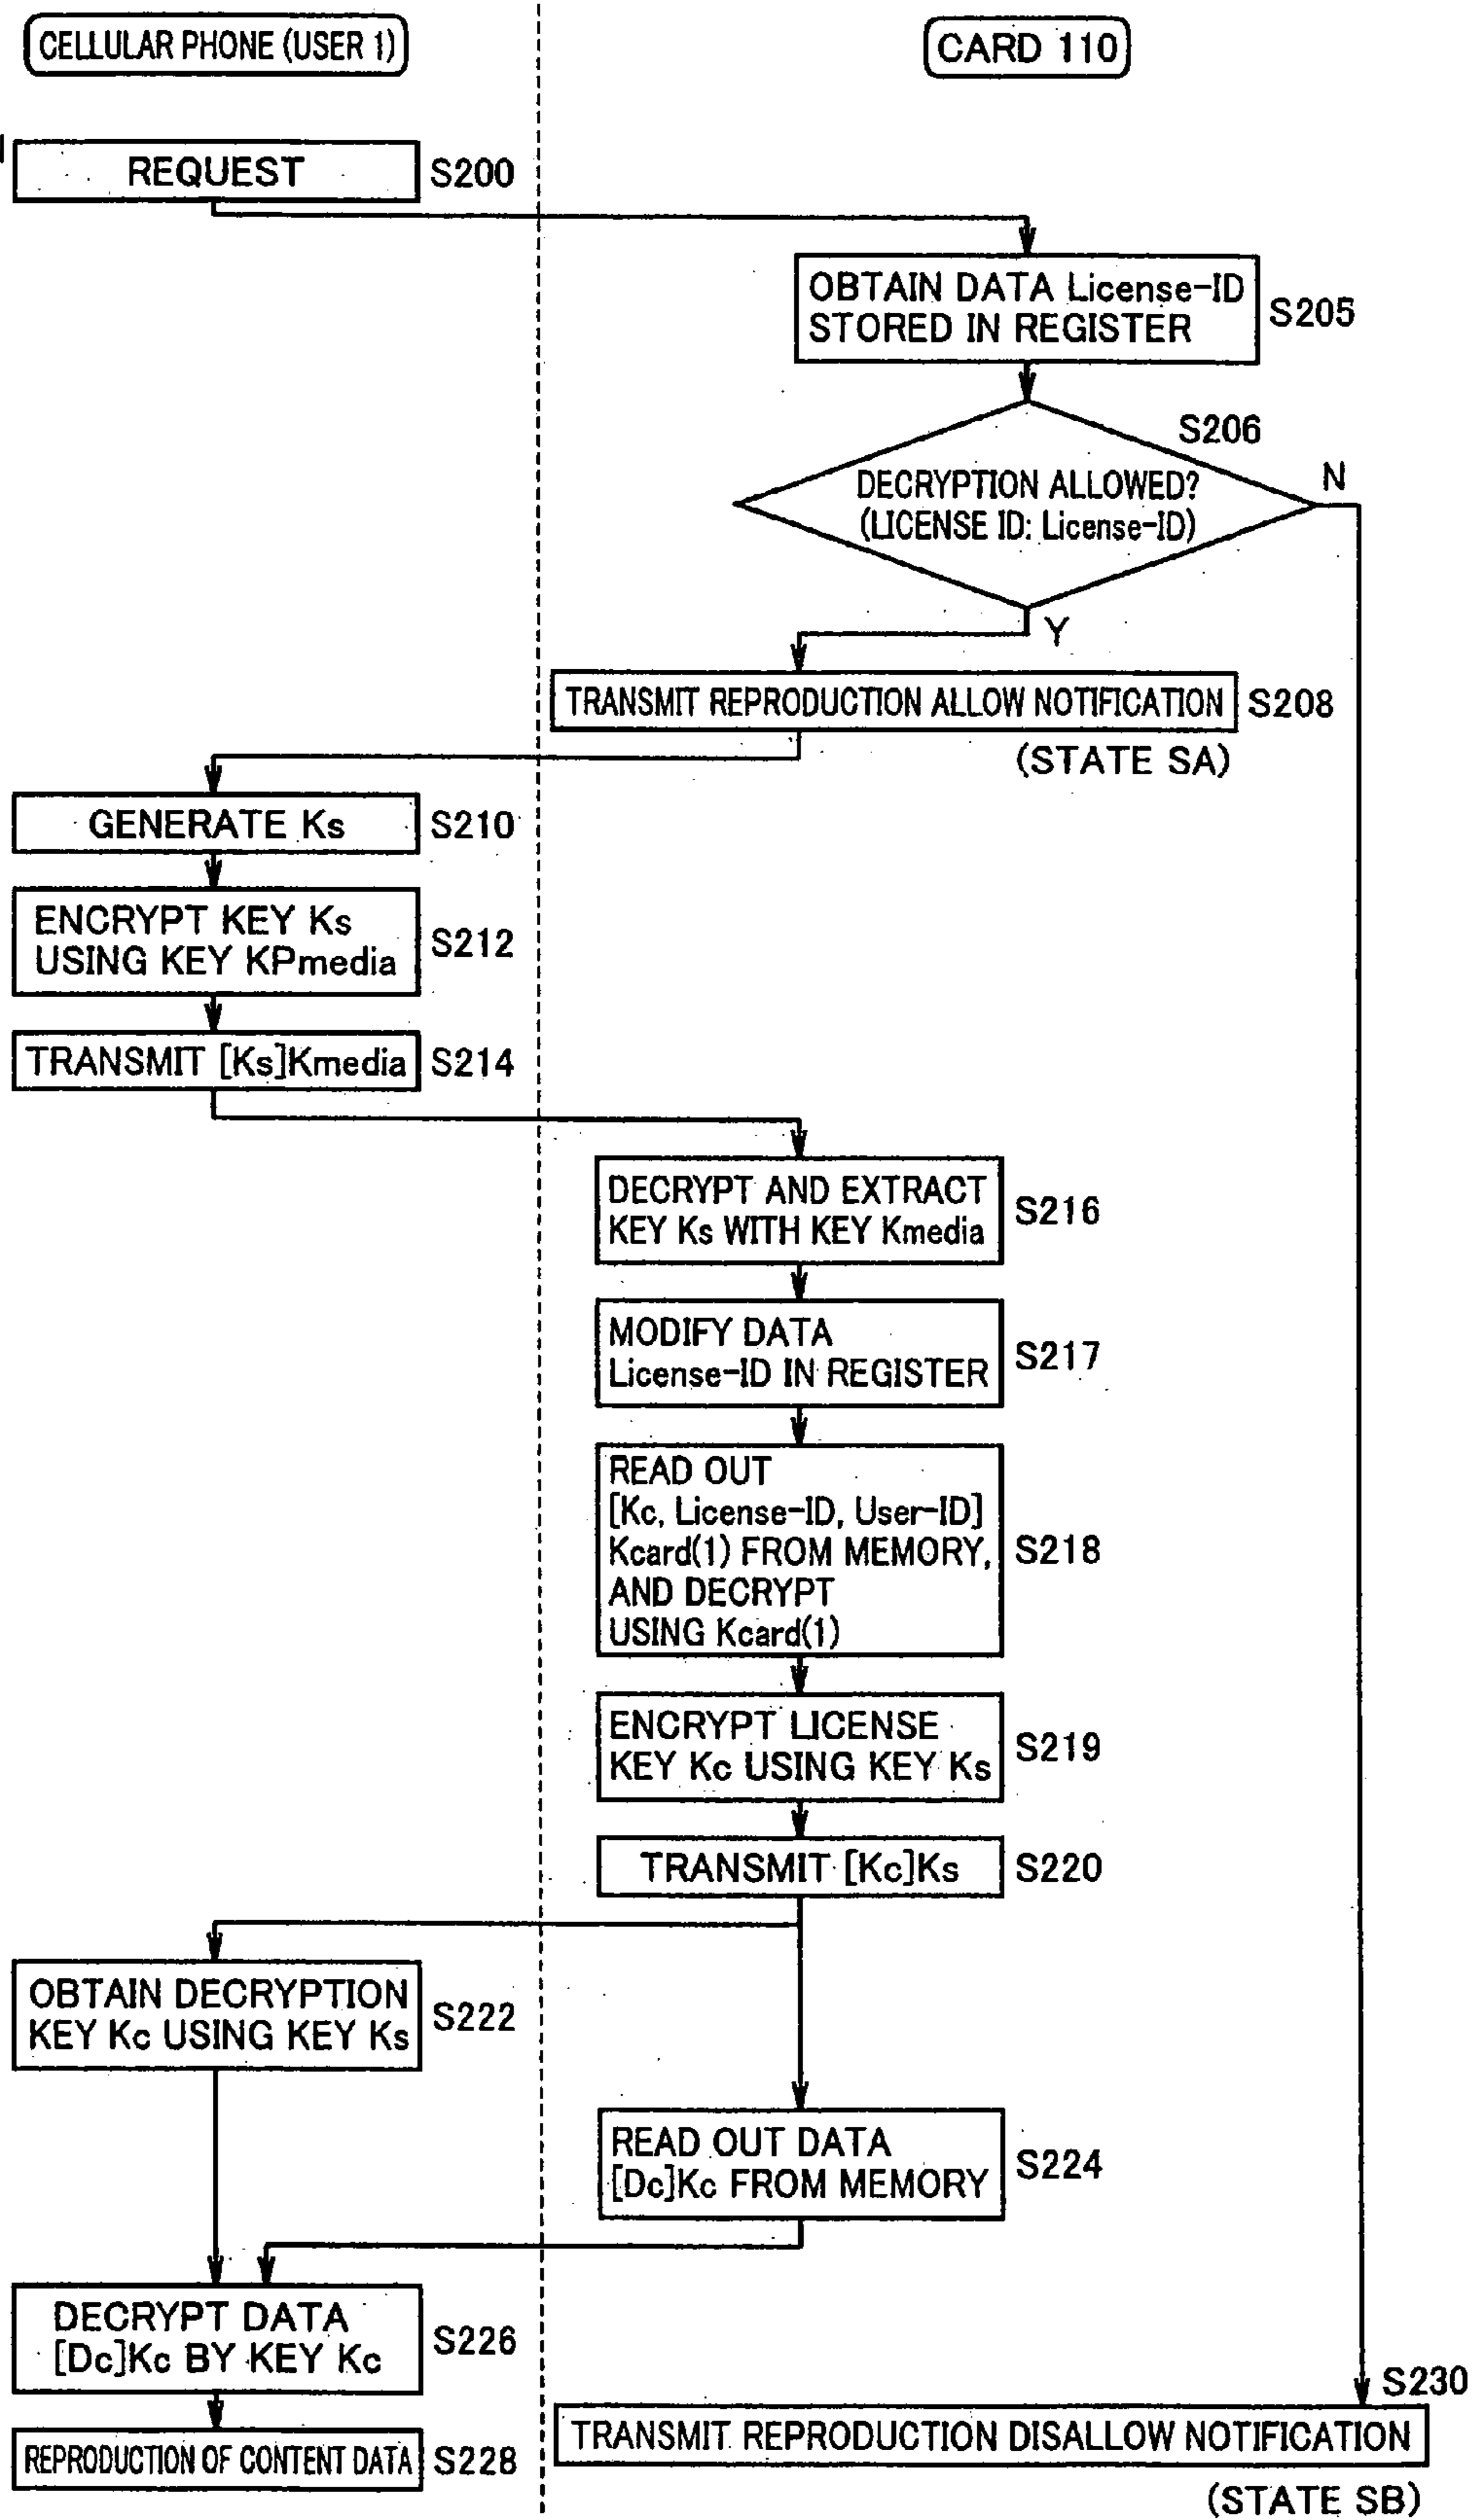 CELLULAR PHONE (USER 1)
CARD 110
REQUEST
S200
OBTAIN DATA License-ID
STORED IN REGISTER
S205
S206
DECRYPTION ALLOWED?
(LICENSE ID: License-ID)
N
Y
TRANSMIT REPRODUCTION ALLOW NOTIFICATION
S208
(STATE SA)
GENERATE Ks
S210
ENCRYPT KEY Ks
USING KEY KPmedia
S212
TRANSMIT [Ks]Kmedia
S214
DECRYPT AND EXTRACT
KEY Ks WITH KEY Kmedia
S216
MODIFY DATA
License-ID IN REGISTER
S217
READ OUT
[Kc, License-ID, User-ID]
Kcard(1) FROM MEMORY,
AND DECRYPT
USING Kcard(1)
S218
ENCRYPT LICENSE
KEY Kc USING KEY Ks
S219
TRANSMIT [Kc]Ks
S220
OBTAIN DECRYPTION
KEY Kc USING KEY Ks
S222
READ OUT DATA
[Dc]Kc FROM MEMORY
S224
DECRYPT DATA
[Dc]Kc BY KEY Kc
S226
S230
TRANSMIT REPRODUCTION DISALLOW NOTIFICATION
REPRODUCTION OF CONTENT DATA
S228
(STATE SB)